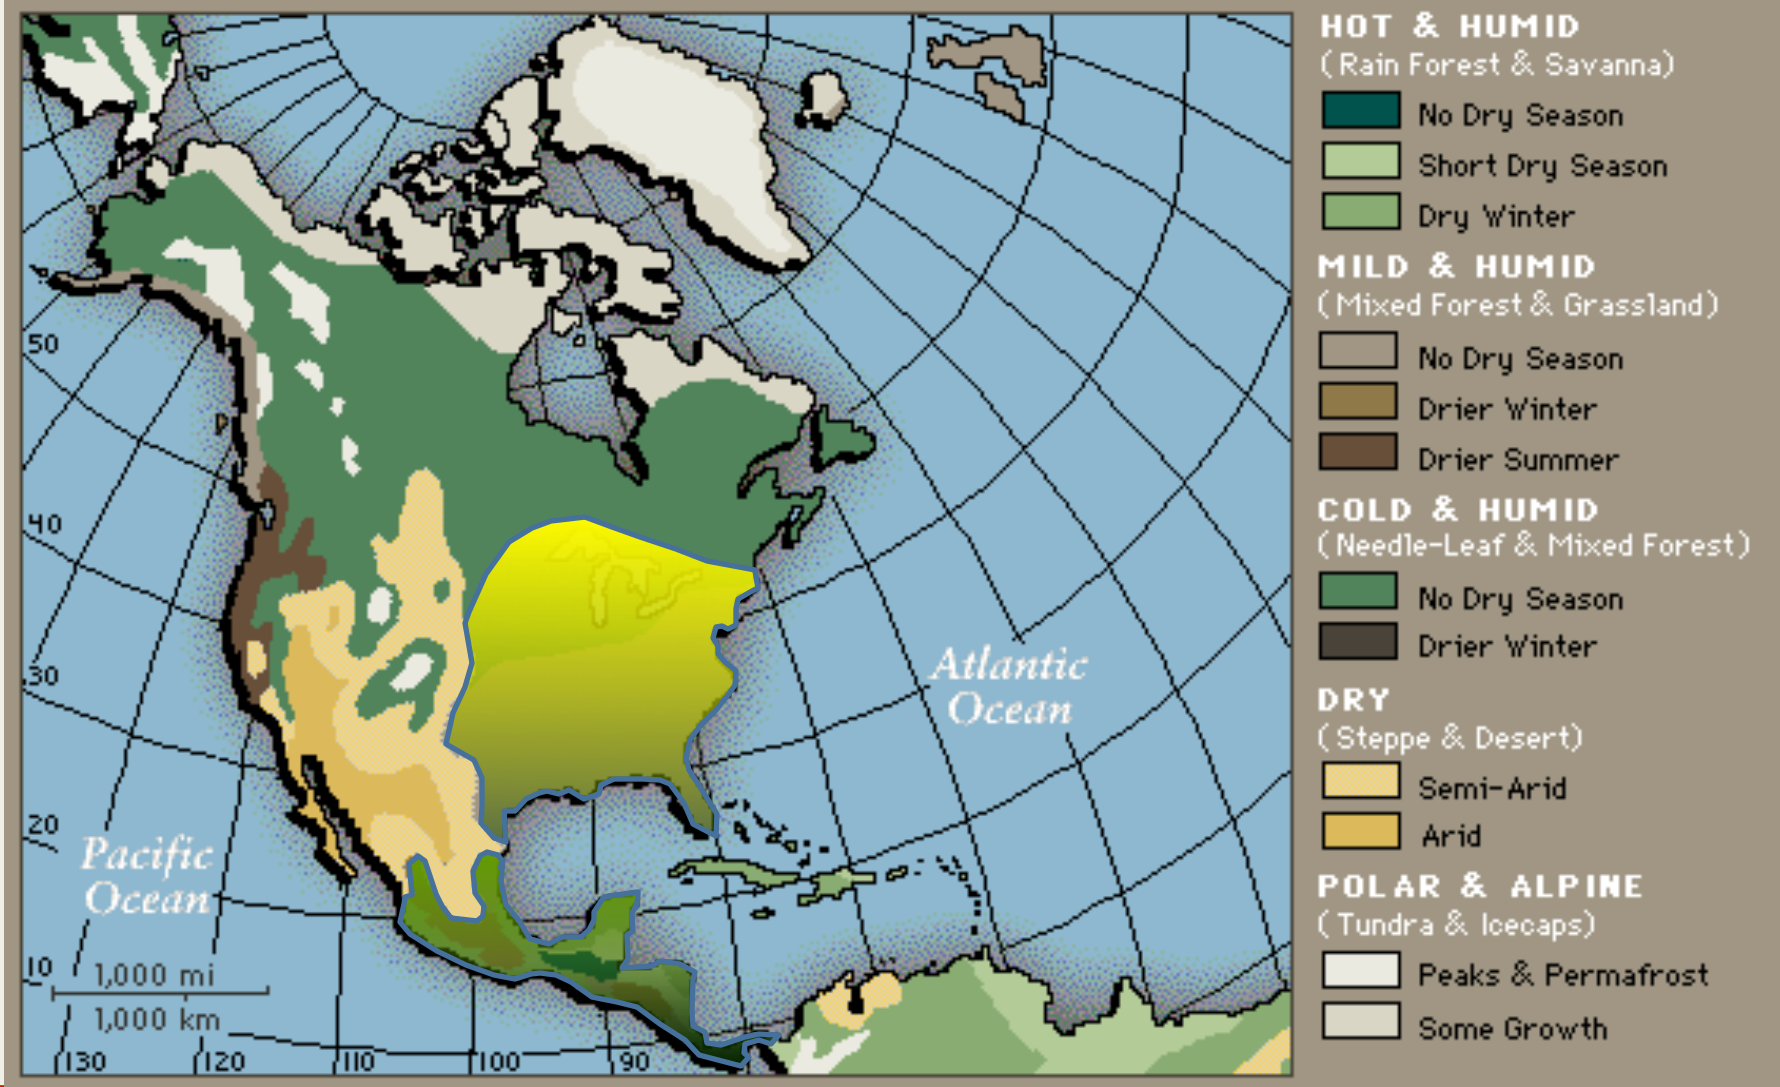 HOT & HUMID
(Rain Forest & Savanna)
No Dry Season
Short Dry Season
Dry Winter
MILD & HUMID
(Mixed Forest & Grassland)
No Dry Season
Drier Winter
Drier Summer
COLD & HUMID
(Needle-Leaf & Mixed Forest)
No Dry Season
Drier Winter
DRY
(Steppe & Desert)
Semi-Arid
Arid
POLAR & ALPINE
(Tundra & Icecaps)
Peaks & Permafrost
Some Growth
50
40
30
20
10
Atlantic
Ocean
Pacific
Ocean
1,000 mi
1,000 km
130
120
110
100
90